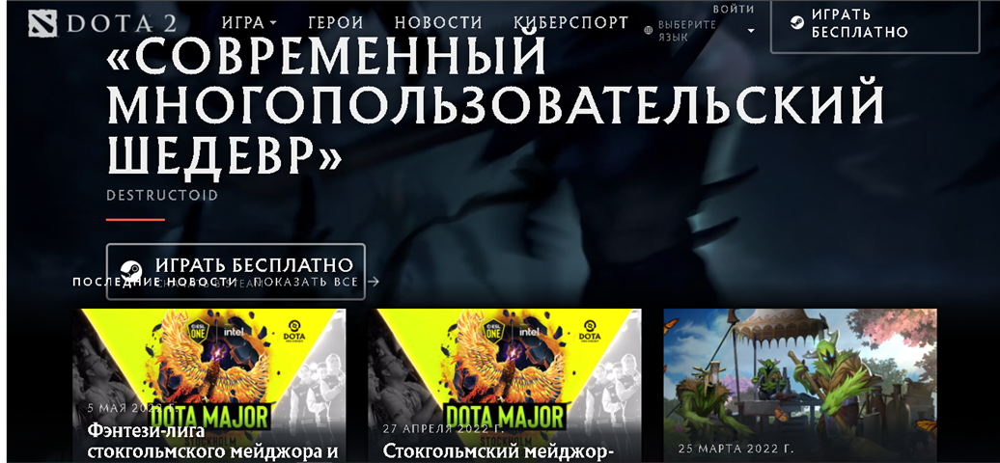 DOTA 2
ИГРА
ГЕРОИ
НОВОСТИ
КИБЕРСПОРТ
ВЫБЕРИТЕ
ЯЗЫК
ВОЙТИ
ИГРАТЬ
БЕСПЛАТНО
«СОВРЕМЕННЫЙ
МНОГОПОЛЬЗОВАТЕЛЬСКИЙ
ШЕДЕВР»
DESTRUCTOID
ИГРАТЬ БЕСПЛАТНО
ПОСЛЕДНИЕ НОВОСТИ
ПОКАЗАТЬ ВСЕ
ESL ONE
intel
DOTA
DOTA MAJOR
STOCKHOLM
5 МАЯ 2022 Г.
Фэнтези-лига
стокгольмского мейджора и
ESL ONE
intel
DOTA
DOTA MAJOR
STOCKHOLM
27 АПРЕЛЯ 2022 Г.
Стокгольмский мейджор-
25 МАРТА 2022 Г.